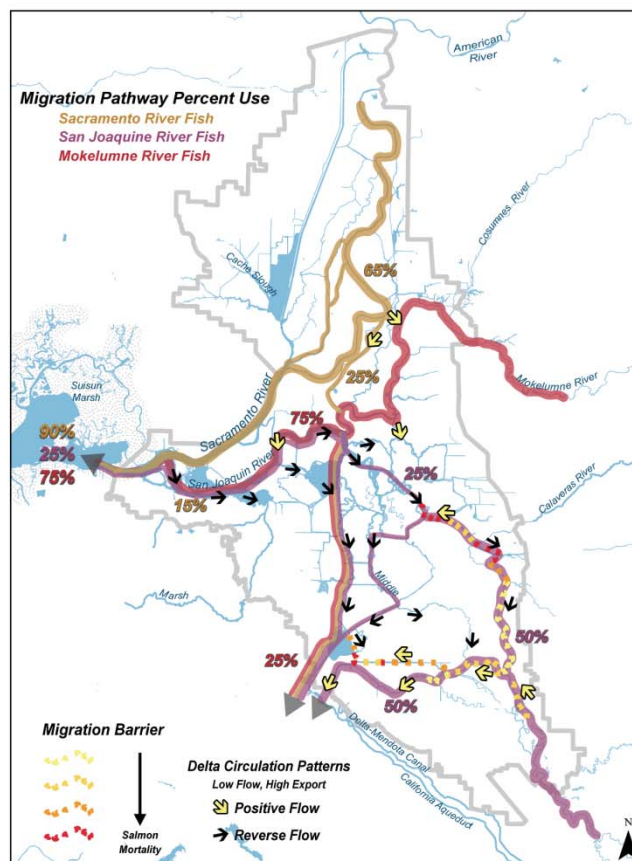 American
River
Migration Pathway Percent Use
Sacramento River Fish
San Joaquine River Fish
Mokelumne River Fish
Cosumnes River
Cache Slough
65%
Suisun
Marsh
25%
Mokelumne River
Sacramento River
90%
25%
75%
75%
San Joaquin River
15%
25%
Calaveras River
Marsh
Middle
50%
25%
50%
Migration Barrier
Salmon
Mortality
Delta Circulation Patterns
Low Flow, High Export
Positive Flow
Reverse Flow
Delta-Mendota Canal
California Aqueduct
N